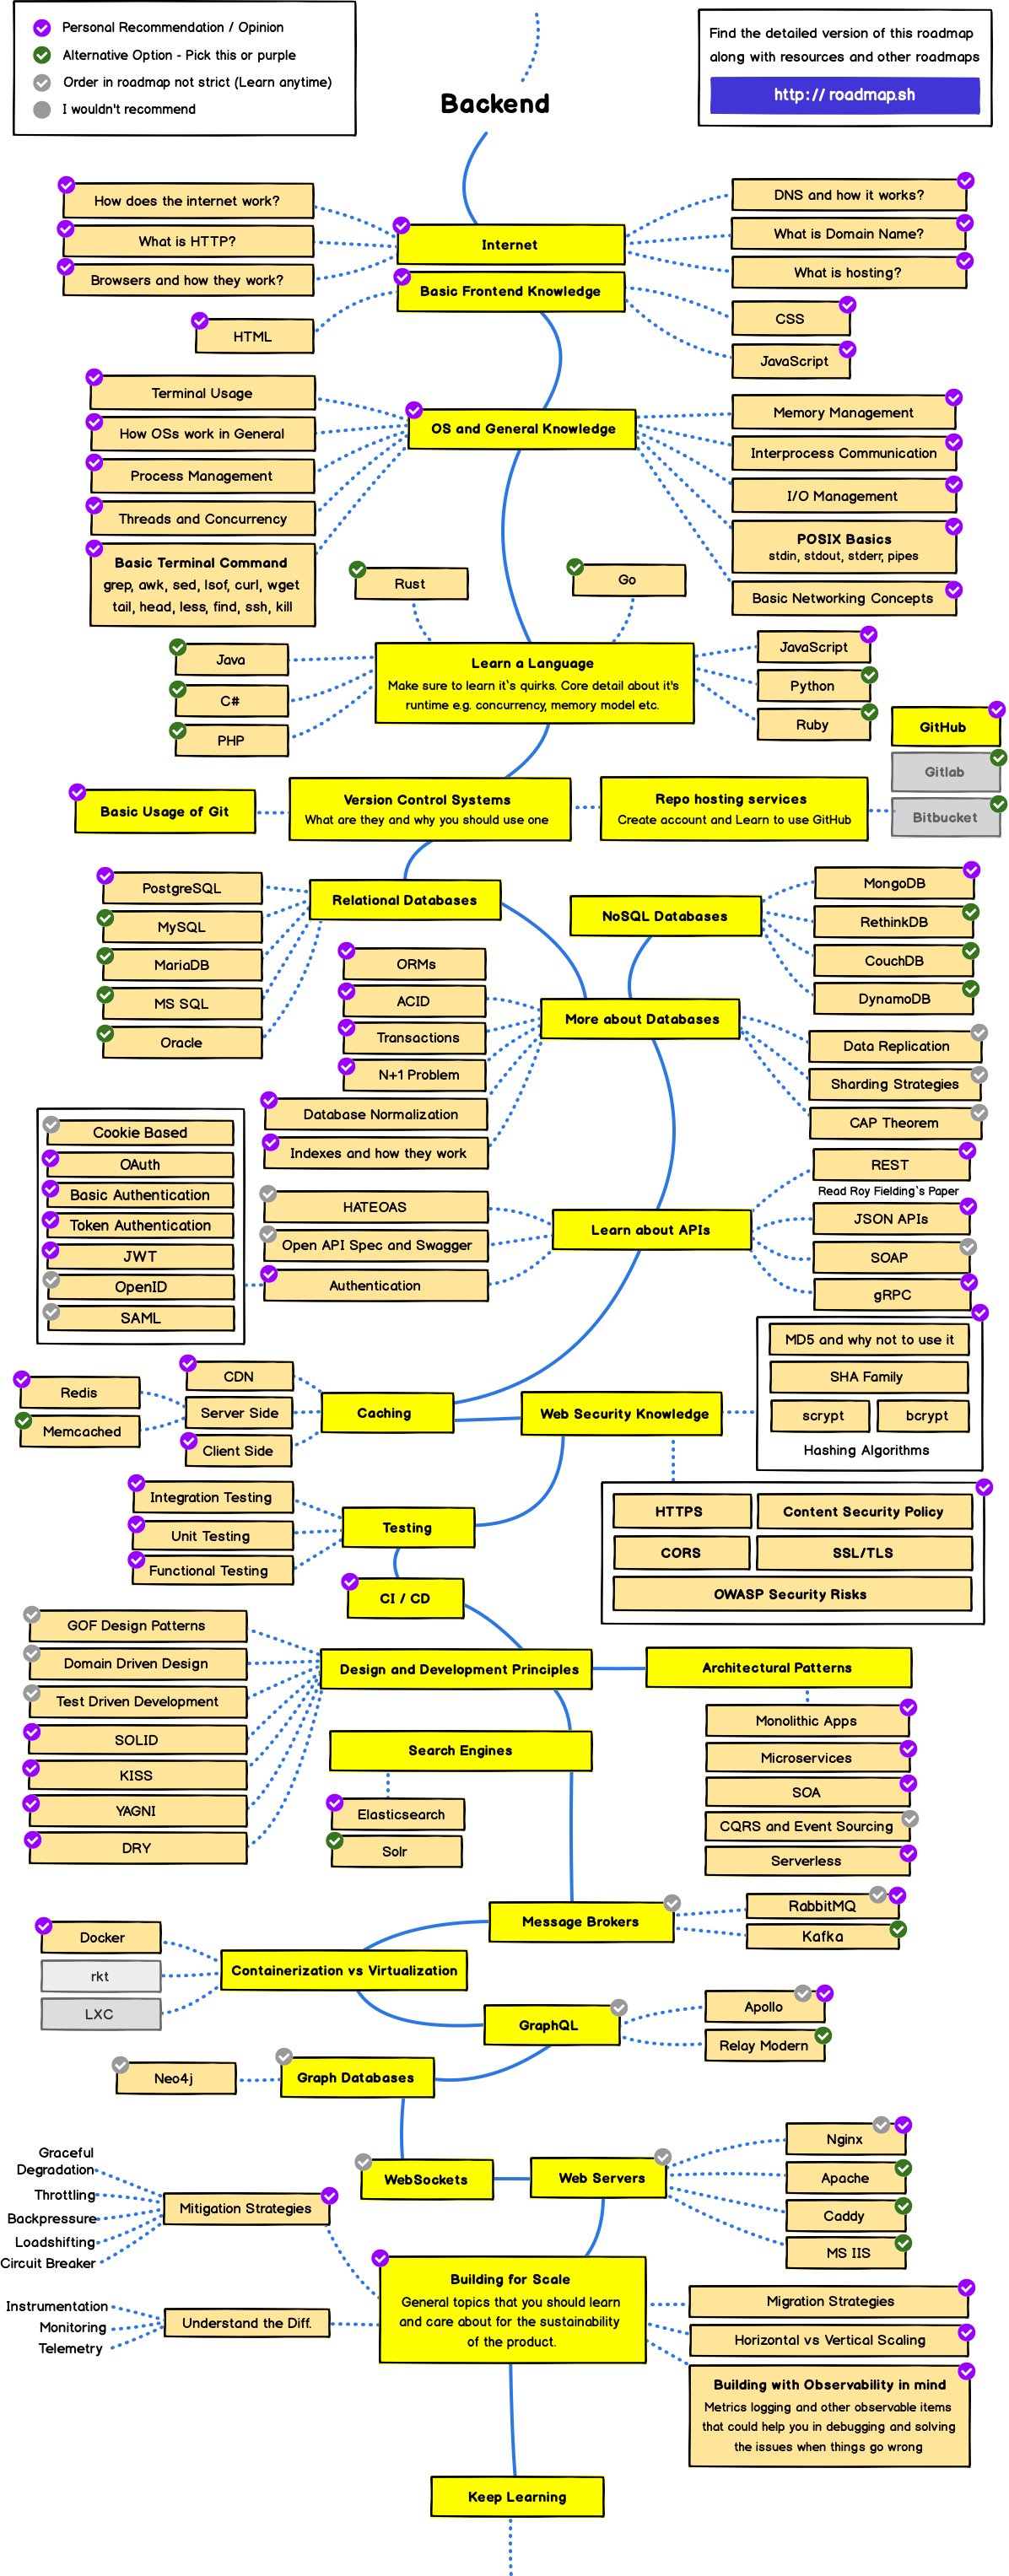 Personal Recommendation / Opinion
Alternative Option - Pick this or purple
Order in roadmap not strict (Learn anytime)
I wouldn't recommend
Find the detailed version of this roadmap
along with resources and other roadmaps
http:// roadmap.sh
Backend
How does the internet work?
What is HTTP?
Browsers and how they work?
Internet
DNS and how it works?
What is Domain Name?
What is hosting?
Basic Frontend Knowledge
HTML
CSS
JavaScript
Terminal Usage
How OSs work in General
Process Management
Threads and Concurrency
Basic Terminal Command
grep, awk, sed, lsof, curl, wget
tail, head, less, find, ssh, kill
OS and General Knowledge
Memory Management
Interprocess Communication
I/O Management
POSIX Basics
stdin, stdout, stderr, pipes
Basic Networking Concepts
Rust
Go
Java
C#
PHP
Learn a Language
Make sure to learn it`s quirks. Core detail about it's
runtime e.g. concurrency, memory model etc.
JavaScript
Python
Ruby
GitHub
Gitlab
Bitbucket
Basic Usage of Git
Version Control Systems
What are they and why you should use one
Repo hosting services
Create account and Learn to use GitHub
PostgreSQL
MySQL
MariaDB
MS SQL
Oracle
Relational Databases
NoSQL Databases
MongoDB
RethinkDB
CouchDB
DynamoDB
ORMs
ACID
Transactions
N+1 Problem
Database Normalization
Indexes and how they work
More about Databases
Data Replication
Sharding Strategies
CAP Theorem
Cookie Based
OAuth
Basic Authentication
Token Authentication
JWT
OpenID
SAML
HATEOAS
Open API Spec and Swagger
Authentication
Learn about APIs
REST
Read Roy Fielding`s Paper
JSON APIs
SOAP
gRPC
MD5 and why not to use it
SHA Family
scrypt
bcrypt
Hashing Algorithms
Redis
Memcached
CDN
Server Side
Client Side
Caching
Web Security Knowledge
HTTPS
Content Security Policy
CORS
SSL/TLS
OWASP Security Risks
Integration Testing
Unit Testing
Functional Testing
Testing
CI / CD
GOF Design Patterns
Domain Driven Design
Test Driven Development
SOLID
KISS
YAGNI
DRY
Design and Development Principles
Architectural Patterns
Monolithic Apps
Microservices
SOA
CQRS and Event Sourcing
Serverless
Search Engines
Elasticsearch
Solr
Message Brokers
RabbitMQ
Kafka
Docker
rkt
LXC
Containerization vs Virtualization
GraphQL
Apollo
Relay Modern
Neo4j
Graph Databases
WebSockets
Web Servers
Nginx
Apache
Caddy
MS IIS
Graceful
Degradation
Throttling
Backpressure
Loadshifting
Circuit Breaker
Mitigation Strategies
Instrumentation
Monitoring
Telemetry
Understand the Diff.
Building for Scale
General topics that you should learn
and care about for the sustainability
of the product.
Migration Strategies
Horizontal vs Vertical Scaling
Building with Observability in mind
Metrics logging and other observable items
that could help you in debugging and solving
the issues when things go wrong
Keep Learning